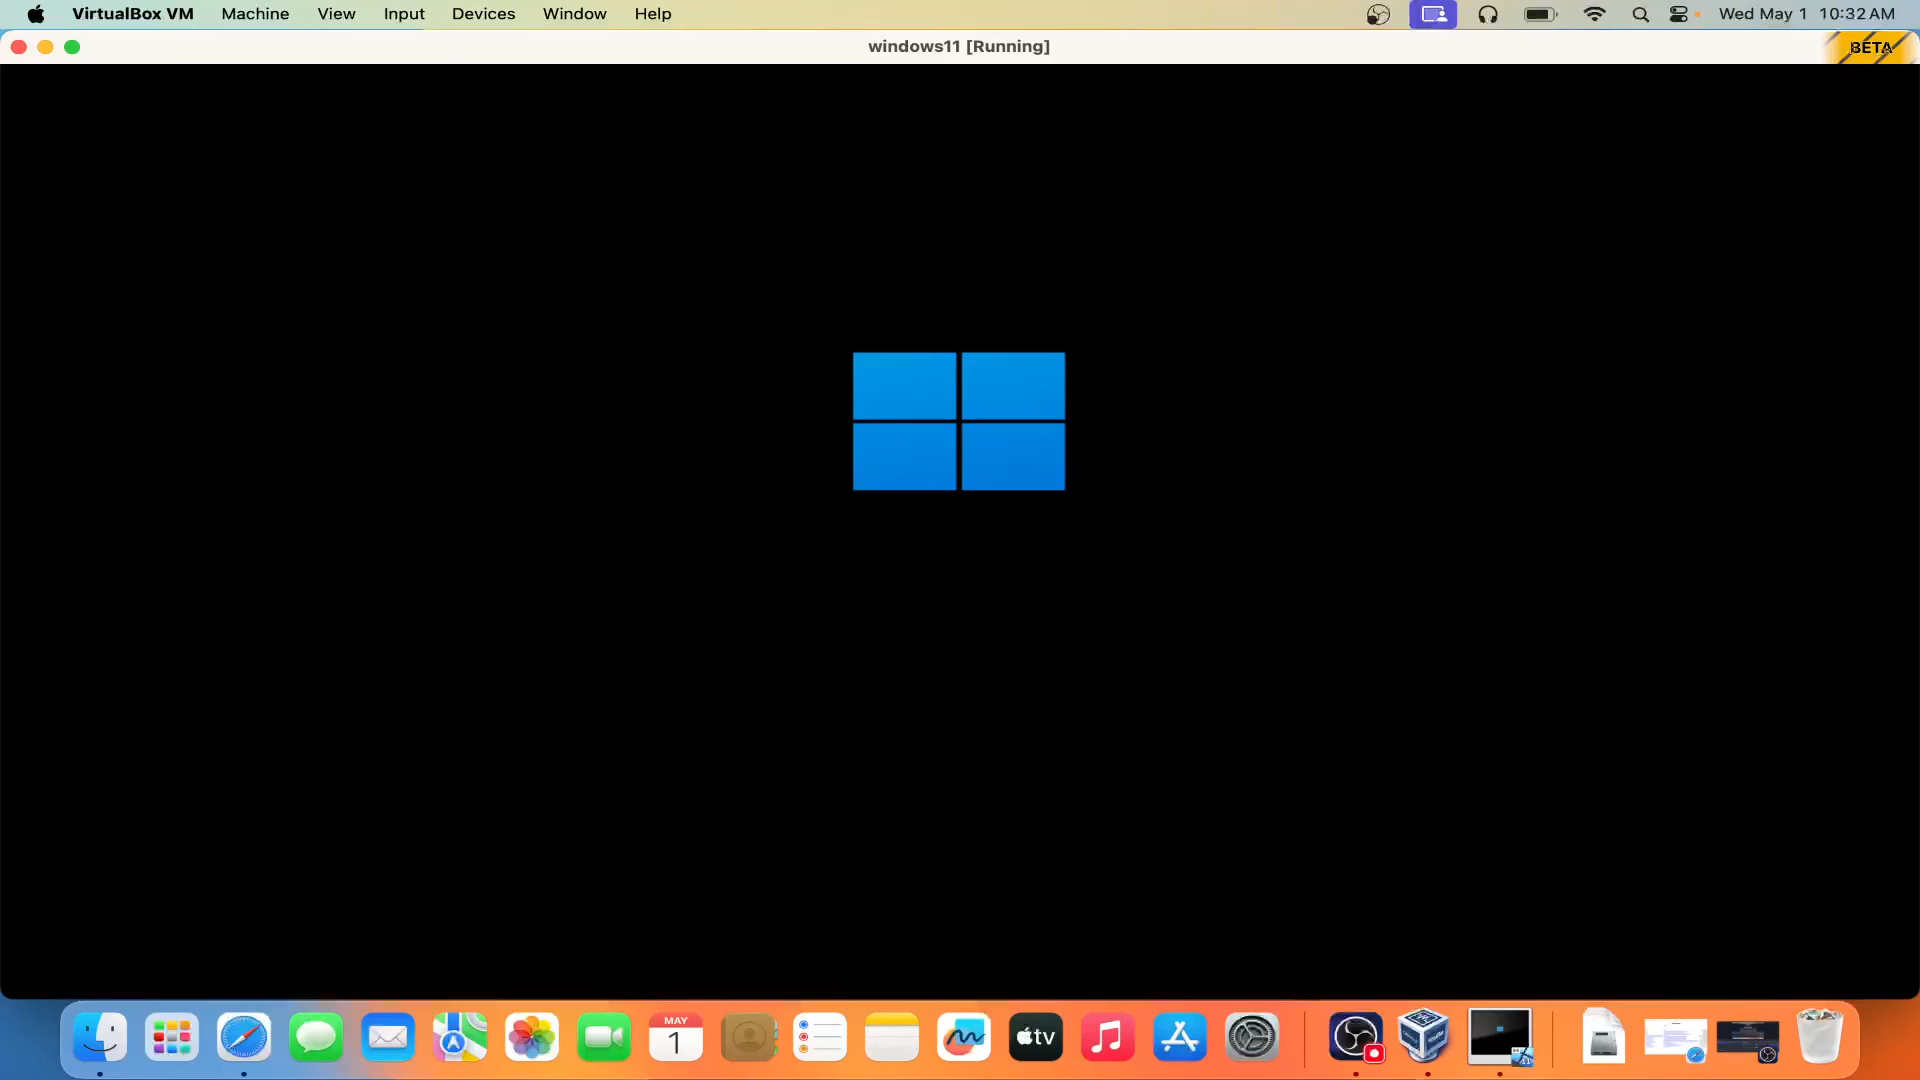 VirtualBox VM Machine View Input Devices Window Help Wed May 1 10:32 AM
windows11 [Running]
BETA
MAY
1
tv